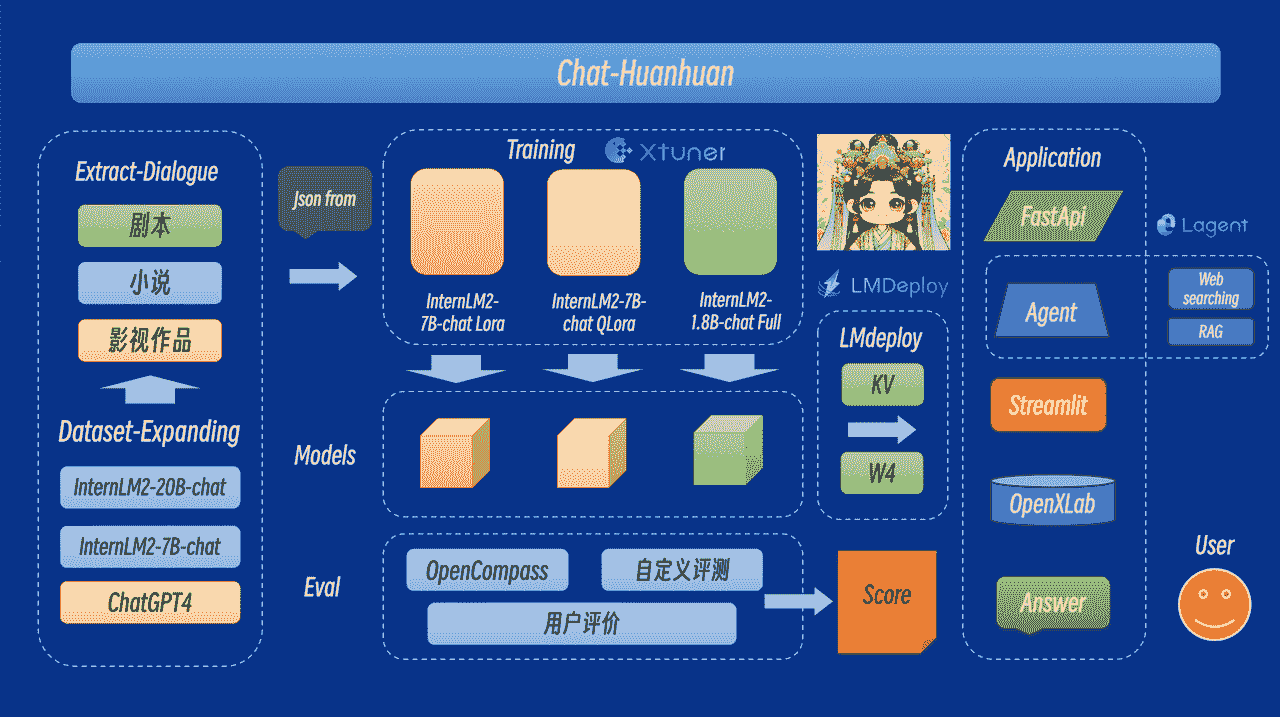 Chat-Huanhuan
Extract-Dialogue
剧本
小说
影视作品
Dataset-Expanding
InternLM2-20B-chat
InternLM2-7B-chat
ChatGPT4
Json from
Training
Xtuner
InternLM2-
7B-chat Lora
InternLM2-7B-
chat QLora
InternLM2-
1.8B-chat Full
Models
Eval
OpenCompass
自定义评测
用户评价
LMDeploy
LMdeploy
KV
W4
Score
Application
FastApi
Lagent
Agent
Web
searching
RAG
Streamlit
OpenXLab
Answer
User